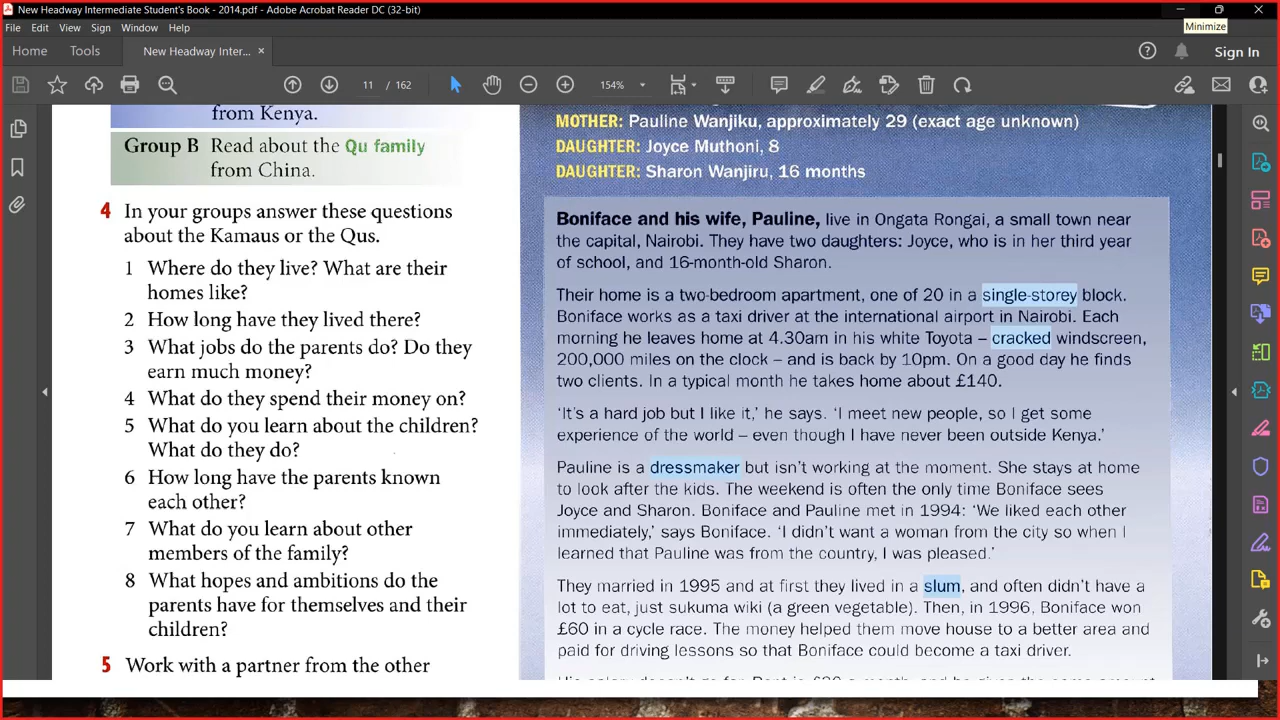 New Headway Intermediate Student's Book - 2014.pdf - Adobe Acrobat Reader DC (32-bit)
Minimize
File Edit View Sign Window Help
Home Tools New Headway Inter... × Sign In
11 / 162 154%
from Kenya.
Group B Read about the Qu family
from China.
4 In your groups answer these questions
about the Kamaus or the Qus.
1 Where do they live? What are their
homes like?
2 How long have they lived there?
3 What jobs do the parents do? Do they
earn much money?
4 What do they spend their money on?
5 What do you learn about the children?
What do they do?
6 How long have the parents known
each other?
7 What do you learn about other
members of the family?
8 What hopes and ambitions do the
parents have for themselves and their
children?
5 Work with a partner from the other
MOTHER: Pauline Wanjiku, approximately 29 (exact age unknown)
DAUGHTER: Joyce Muthoni, 8
DAUGHTER: Sharon Wanjiru, 16 months
Boniface and his wife, Pauline, live in Ongata Rongai, a small town near
the capital, Nairobi. They have two daughters: Joyce, who is in her third year
of school, and 16-month-old Sharon.
Their home is a two-bedroom apartment, one of 20 in a single-storey block.
Boniface works as a taxi driver at the international airport in Nairobi. Each
morning he leaves home at 4.30am in his white Toyota – cracked windscreen,
200,000 miles on the clock – and is back by 10pm. On a good day he finds
two clients. In a typical month he takes home about £140.
‘It's a hard job but I like it,’ he says. ‘I meet new people, so I get some
experience of the world – even though I have never been outside Kenya.’
Pauline is a dressmaker but isn't working at the moment. She stays at home
to look after the kids. The weekend is often the only time Boniface sees
Joyce and Sharon. Boniface and Pauline met in 1994: ‘We liked each other
immediately,’ says Boniface. ‘I didn't want a woman from the city so when I
learned that Pauline was from the country, I was pleased.’
They married in 1995 and at first they lived in a slum, and often didn't have a
lot to eat, just sukuma wiki (a green vegetable). Then, in 1996, Boniface won
£60 in a cycle race. The money helped them move house to a better area and
paid for driving lessons so that Boniface could become a taxi driver.